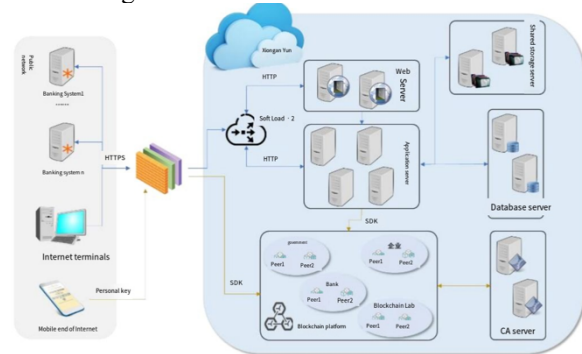 Public
network
Banking System1
......
Banking system n
HTTPS
Internet terminals
Personal key
Mobile end of Internet
Xiongan Yun
HTTP
Soft Load · 2
HTTP
Web
Server
Application server
Shared storage server
Database server
SDK
SDK
Peer1 Peer2
企业
Peer1 Peer2
Bank
Peer1 Peer2
Blockchain Lab
Peer1 Peer2
Blockchain platform
CA server